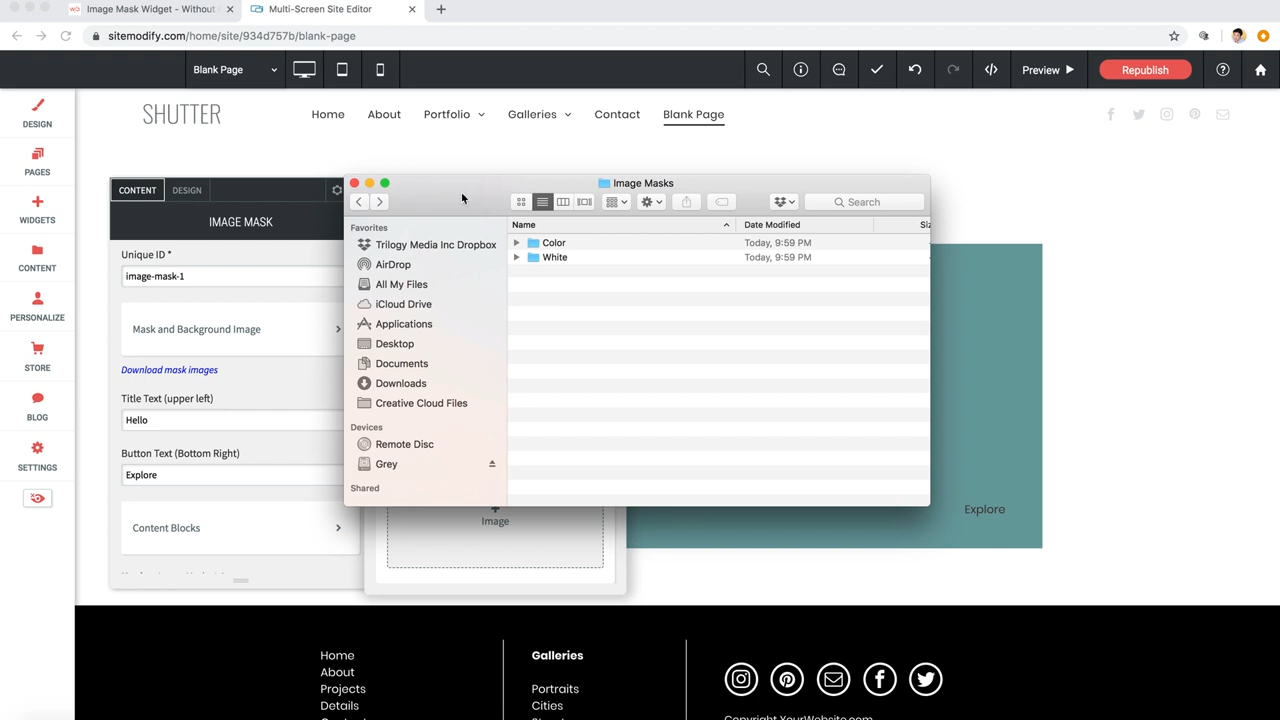 Image Mask Widget - Without
Multi-Screen Site Editor
sitemodify.com/home/site/934d757b/blank-page
Blank Page
Preview
Republish
DESIGN
PAGES
WIDGETS
CONTENT
PERSONALIZE
STORE
BLOG
SETTINGS
SHUTTER
Home
About
Portfolio
Galleries
Contact
Blank Page
CONTENT
DESIGN
IMAGE MASK
Unique ID *
image-mask-1
Mask and Background Image
Download mask images
Title Text (upper left)
Hello
Button Text (Bottom Right)
Explore
Content Blocks
Image Masks
Search
Favorites
Trilogy Media Inc Dropbox
AirDrop
All My Files
iCloud Drive
Applications
Desktop
Documents
Downloads
Creative Cloud Files
Devices
Remote Disc
Grey
Shared
Name
Date Modified
Siz
Color
Today, 9:59 PM
White
Today, 9:59 PM
Image
Explore
Home
About
Projects
Details
Galleries
Portraits
Cities
Copyright YourWebsite.com